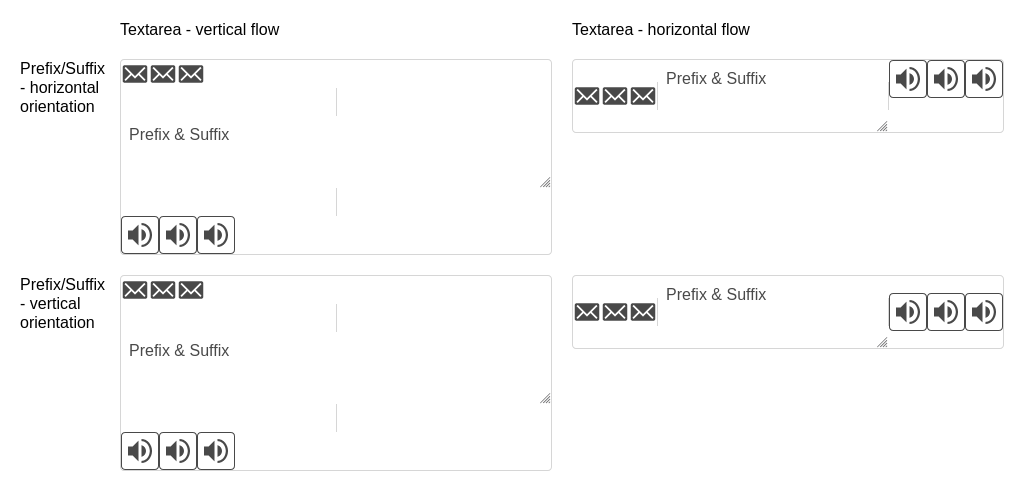 Textarea - vertical flow
Textarea - horizontal flow
Prefix/Suffix
- horizontal
orientation
Prefix & Suffix
Prefix & Suffix
Prefix/Suffix
- vertical
orientation
Prefix & Suffix
Prefix & Suffix